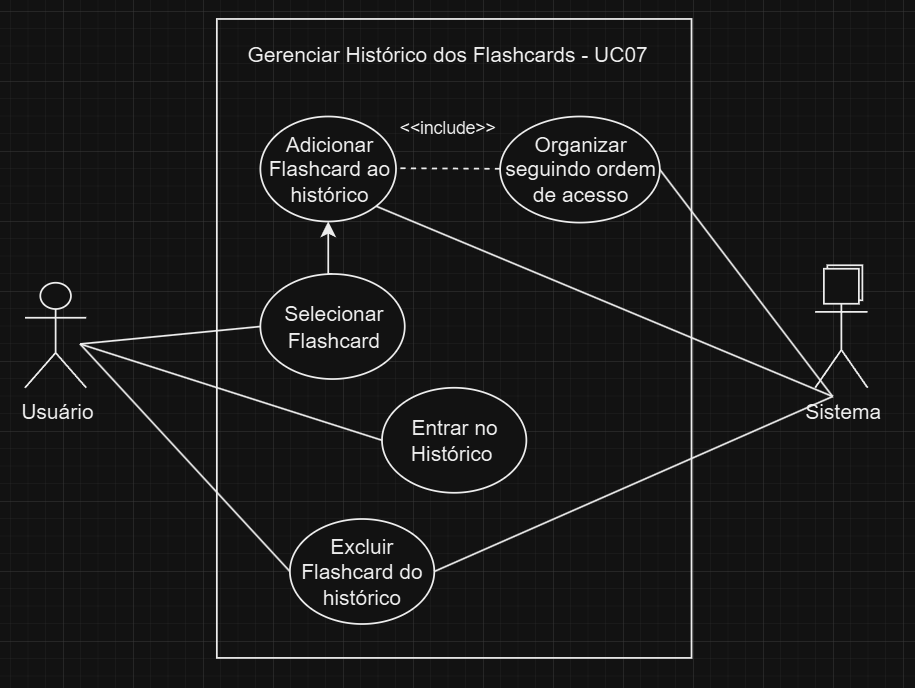 Gerenciar Histórico dos Flashcards - UC07
Adicionar
Flashcard ao
histórico
<<include>>
Organizar
seguindo ordem
de acesso
Selecionar
Flashcard
Usuário
Sistema
Entrar no
Histórico
Excluir
Flashcard do
histórico